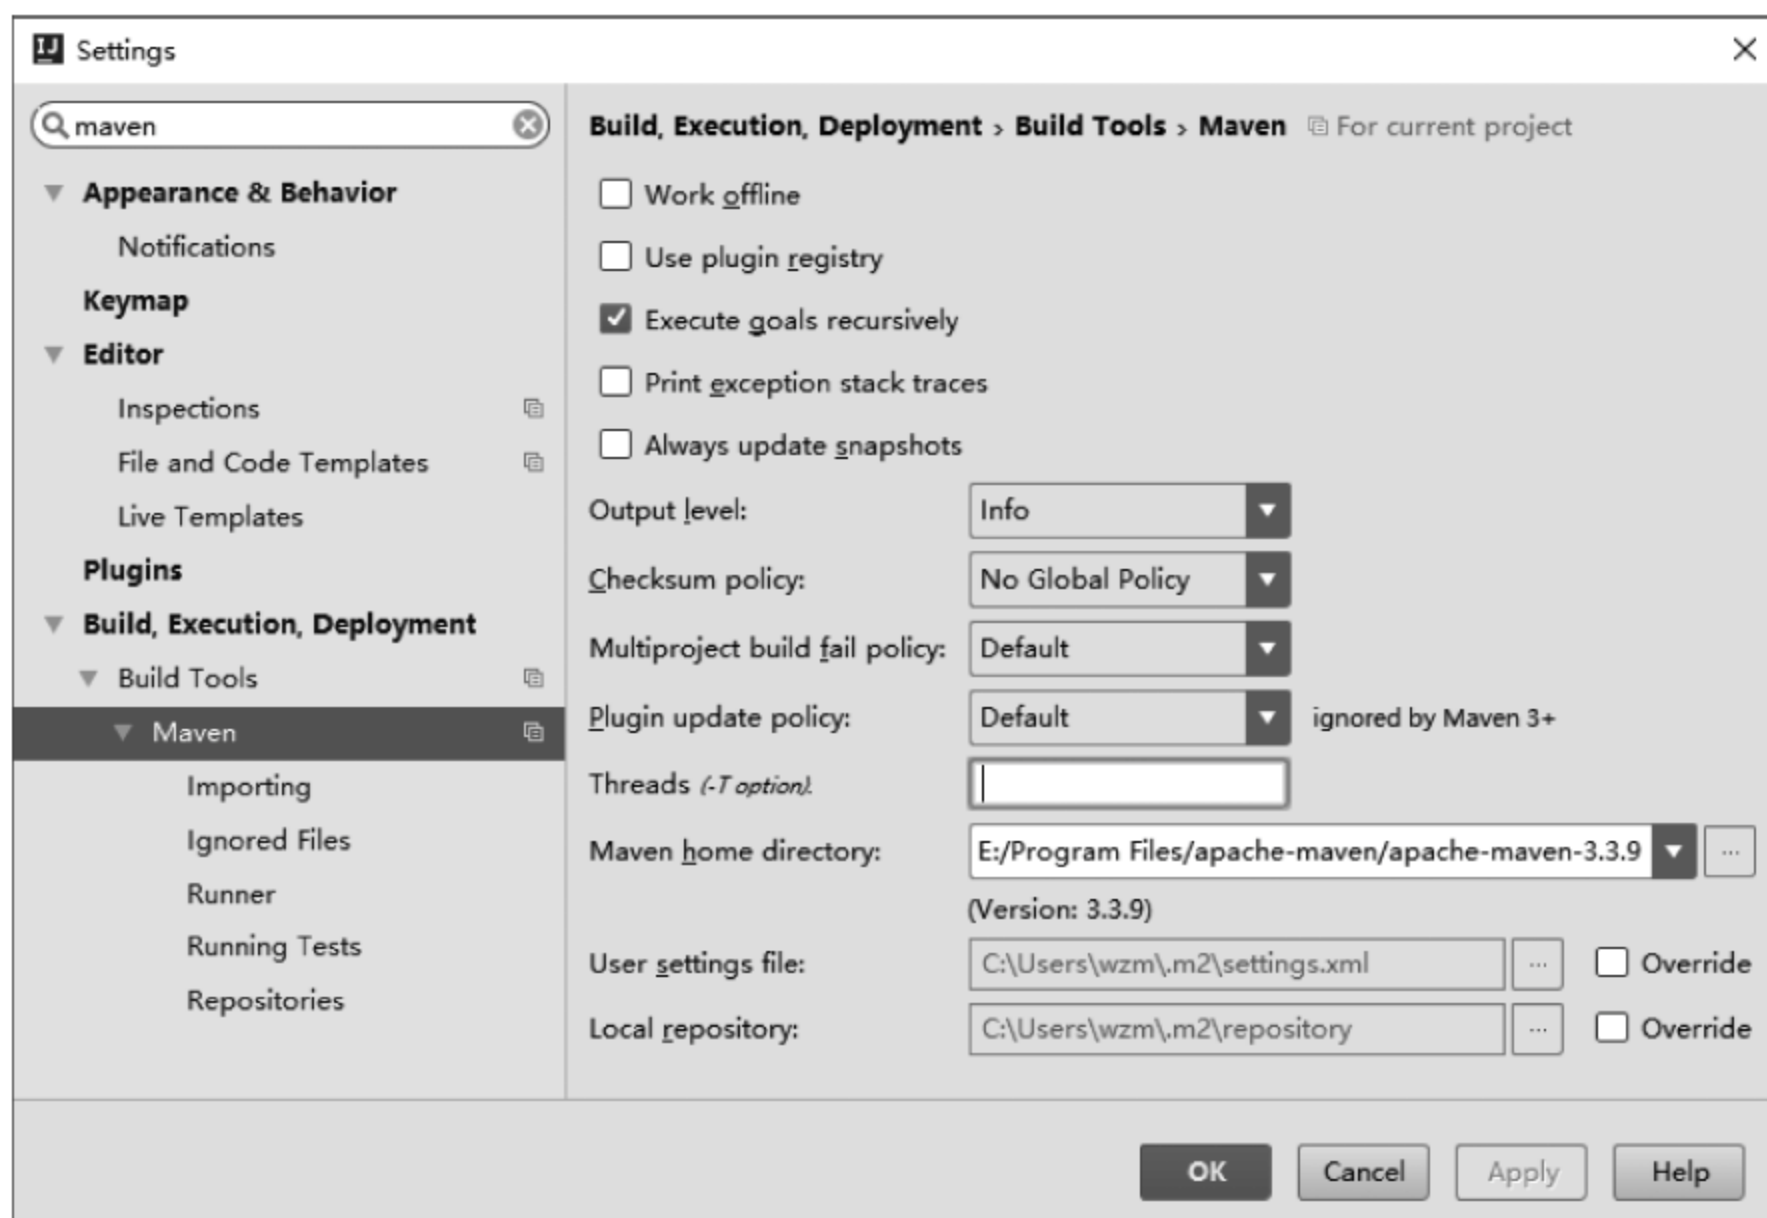 Settings
maven
Appearance & Behavior
Notifications
Keymap
Editor
Inspections
File and Code Templates
Live Templates
Plugins
Build, Execution, Deployment
Build Tools
Maven
Importing
Ignored Files
Runner
Running Tests
Repositories
Build, Execution, Deployment › Build Tools › Maven For current project
Work offline
Use plugin registry
Execute goals recursively
Print exception stack traces
Always update snapshots
Output level: Info
Checksum policy: No Global Policy
Multiproject build fail policy: Default
Plugin update policy: Default ignored by Maven 3+
Threads (-T option).
Maven home directory: E:/Program Files/apache-maven/apache-maven-3.3.9 ...
(Version: 3.3.9)
User settings file: C:\Users\wzm\.m2\settings.xml ... Override
Local repository: C:\Users\wzm\.m2\repository ... Override
OK Cancel Apply Help